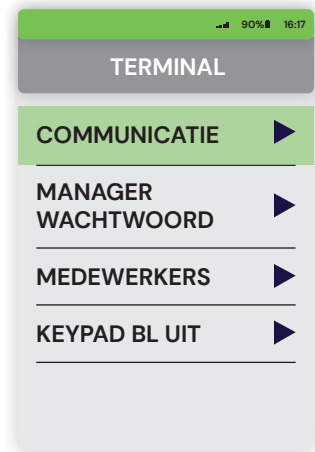 90% 16:17
TERMINAL
COMMUNICATIE
MANAGER
WACHTWOORD
MEDEWERKERS
KEYPAD BL UIT